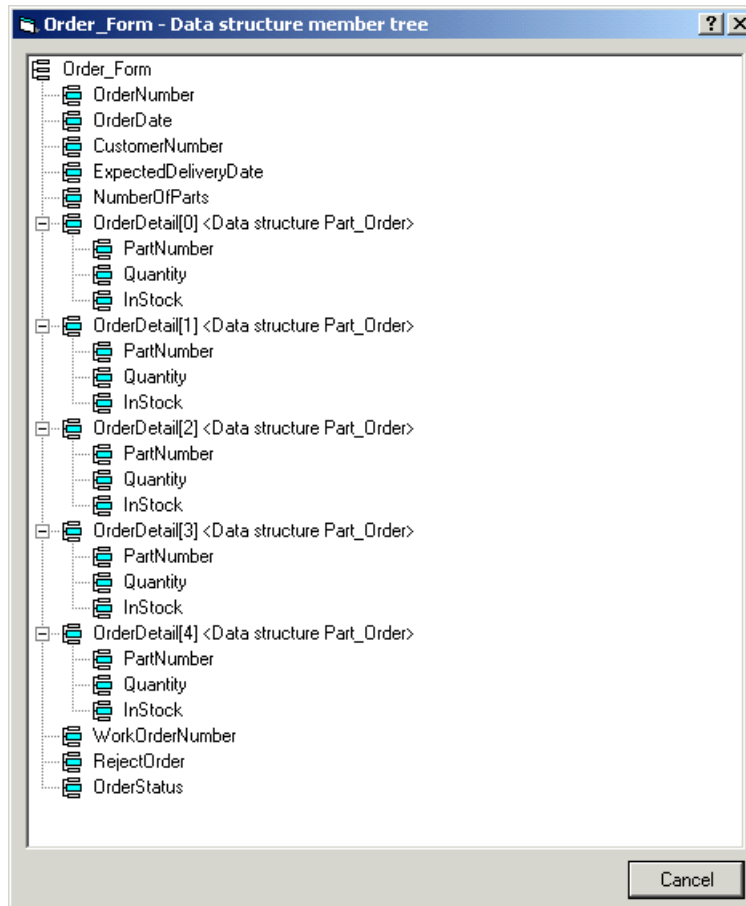 Order_Form - Data structure member tree
Order_Form
OrderNumber
OrderDate
CustomerNumber
ExpectedDeliveryDate
NumberOfParts
OrderDetail[0] <Data structure Part_Order>
PartNumber
Quantity
InStock
OrderDetail[1] <Data structure Part_Order>
PartNumber
Quantity
InStock
OrderDetail[2] <Data structure Part_Order>
PartNumber
Quantity
InStock
OrderDetail[3] <Data structure Part_Order>
PartNumber
Quantity
InStock
OrderDetail[4] <Data structure Part_Order>
PartNumber
Quantity
InStock
WorkOrderNumber
RejectOrder
OrderStatus
Cancel